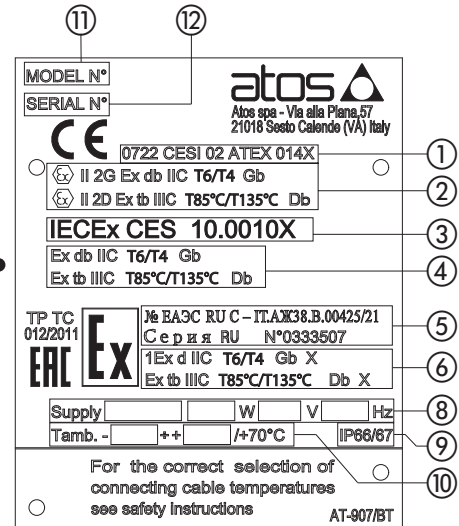 ⑪ ⑫
MODEL N°
SERIAL N°
atos
Atos spa - Via alla Piana,57
21018 Sesto Calende (VA) Italy
CE
0722 CESI 02 ATEX 014X ①
Ex II 2G Ex db IIC T6/T4 Gb ②
Ex II 2D Ex tb IIIC T85°C/T135°C Db
IECEx CES 10.0010X ③
Ex db IIC T6/T4 Gb ④
Ex tb IIIC T85°C/T135°C Db
TP TC
012/2011
EAC
Ex
№ ЕАЭС RU C – IT.АЖ38.В.00425/21 ⑤
Серия RU N°0333507
1Ex d IIC T6/T4 Gb X ⑥
Ex tb IIIC T85°C/T135°C Db X
Supply W V Hz ⑧
Tamb. - ++ /+70°C IP66/67 ⑨
⑩
For the correct selection of
connecting cable temperatures
see safety instructions
AT-907/BT